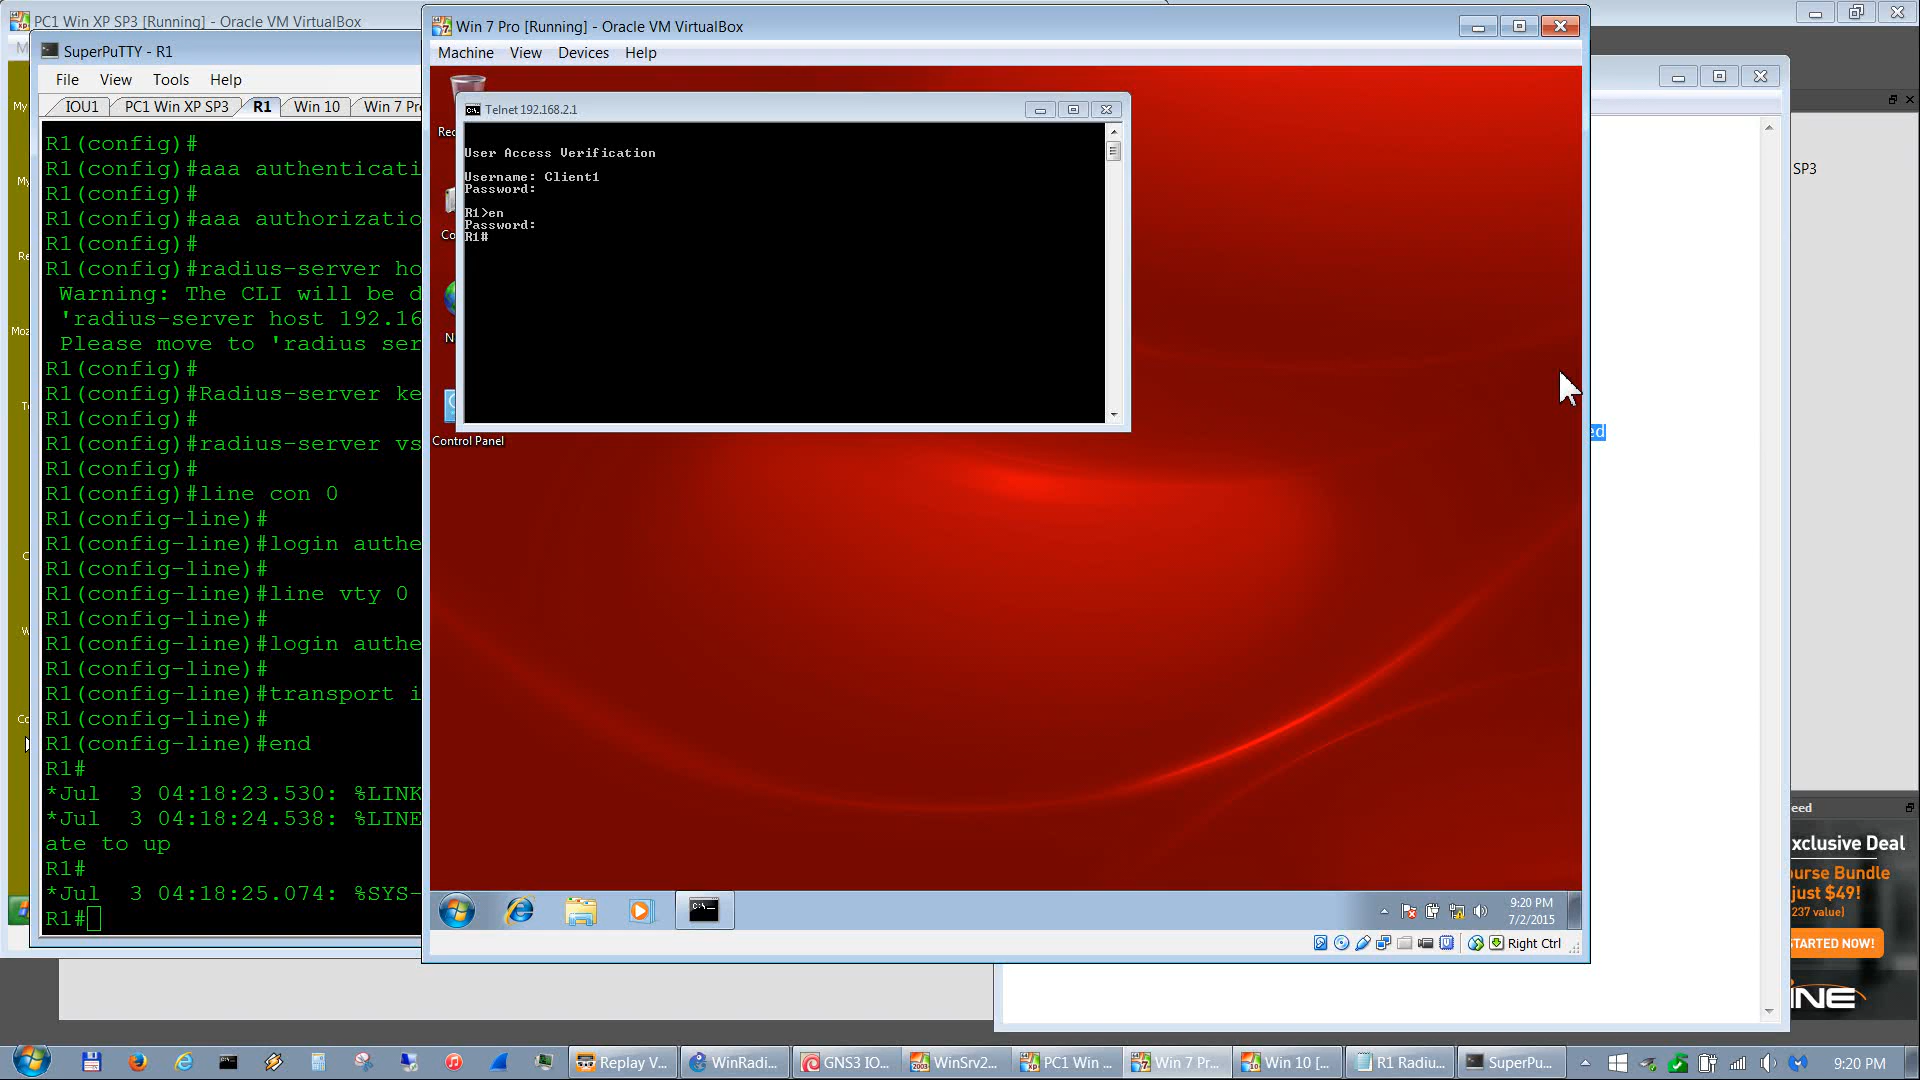 PC1 Win XP SP3 [Running] - Oracle VM VirtualBox
Win 7 Pro [Running] - Oracle VM VirtualBox
Machine View Devices Help
SuperPuTTY - R1
File View Tools Help
IOU1 PC1 Win XP SP3 R1 Win 10 Win 7 Pr
R1(config)#
R1(config)#aaa authenticati
R1(config)#
R1(config)#aaa authorizatio
R1(config)#
R1(config)#radius-server ho
Warning: The CLI will be d
'radius-server host 192.16
Please move to 'radius ser
R1(config)#
R1(config)#Radius-server ke
R1(config)#
R1(config)#radius-server vs
R1(config)#
R1(config)#line con 0
R1(config-line)#
R1(config-line)#login authe
R1(config-line)#
R1(config-line)#line vty 0
R1(config-line)#
R1(config-line)#login authe
R1(config-line)#
R1(config-line)#transport i
R1(config-line)#
R1(config-line)#end
R1#
*Jul  3 04:18:23.530: %LINK
*Jul  3 04:18:24.538: %LINE
ate to up
R1#
*Jul  3 04:18:25.074: %SYS-
R1#
Telnet 192.168.2.1
User Access Verification
Username: Client1
Password:
R1>en
Password:
R1#
Control Panel
9:20 PM
7/2/2015
Right Ctrl
SP3
ed
eed
xclusive Deal
urse Bundle
just $49!
237 value)
STARTED NOW!
INE
Replay V... WinRadi... GNS3 IO... WinSrv2... PC1 Win ... Win 7 Pr... Win 10 [... R1 Radiu... SuperPu... 9:20 PM